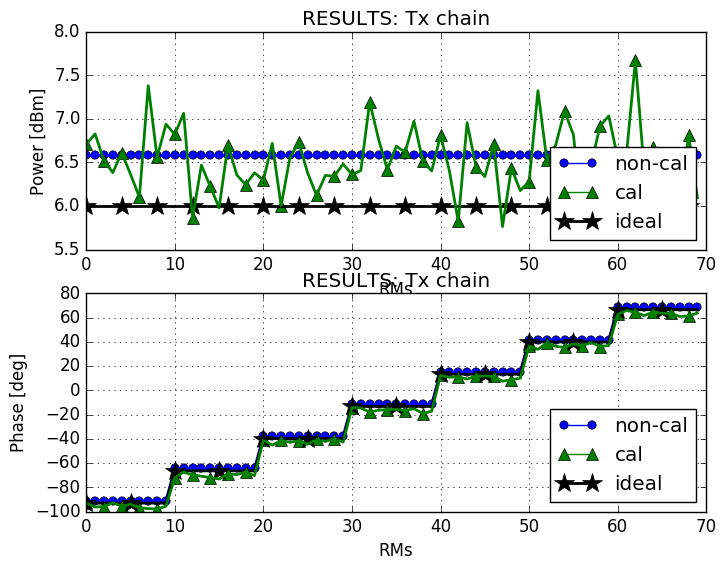 RESULTS: Tx chain
Power [dBm]
8.0
7.5
7.0
6.5
6.0
5.5
non-cal
cal
ideal
0 10 20 30 40 50 60 70
RMs
RESULTS: Tx chain
Phase [deg]
80
60
40
20
0
−20
−40
−60
−80
−100
non-cal
cal
ideal
0 10 20 30 40 50 60 70
RMs